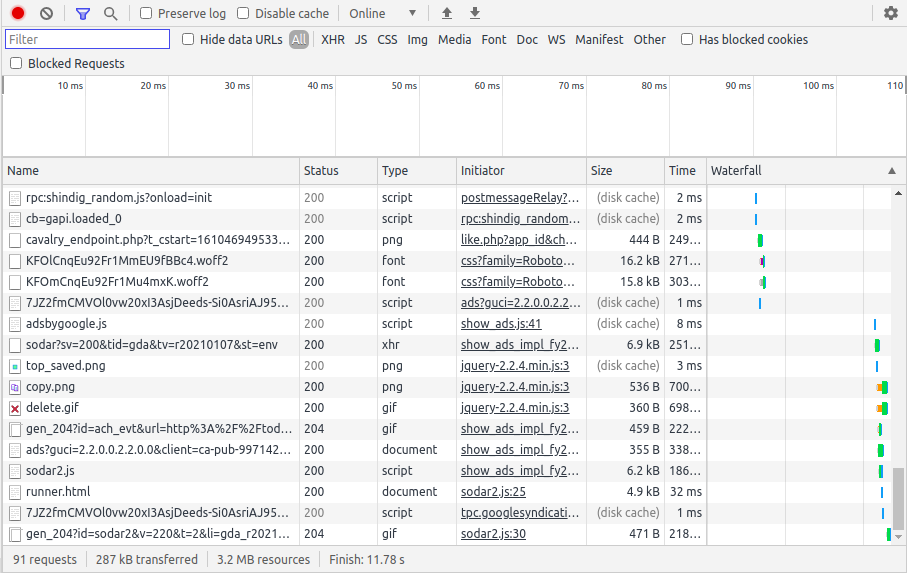 Preserve log Disable cache Online
Filter Hide data URLs All XHR JS CSS Img Media Font Doc WS Manifest Other Has blocked cookies
Blocked Requests
10 ms 20 ms 30 ms 40 ms 50 ms 60 ms 70 ms 80 ms 90 ms 100 ms 110
Name Status Type Initiator Size Time Waterfall
rpc:shindig_random.js?onload=init 200 script postmessageRelay?... (disk cache) 2 ms
cb=gapi.loaded_0 200 script rpc:shindig_random... (disk cache) 2 ms
cavalry_endpoint.php?t_cstart=161046949533... 200 png like.php?app_id&ch... 444 B 249...
KFOlCnqEu92Fr1MmEU9fBBc4.woff2 200 font css?family=Roboto... 16.2 kB 271...
KFOmCnqEu92Fr1Mu4mxK.woff2 200 font css?family=Roboto... 15.8 kB 303...
7JZ2fmCMVOl0vw20xI3AsjDeeds-Si0AsriAJ95... 200 script ads?guci=2.2.0.0.2.2... (disk cache) 1 ms
adsbygoogle.js 200 script show_ads.js:41 (disk cache) 8 ms
sodar?sv=200&tid=gda&tv=r20210107&st=env 200 xhr show_ads_impl_fy2... 6.9 kB 251...
top_saved.png 200 png jquery-2.2.4.min.js:3 (disk cache) 3 ms
copy.png 200 png jquery-2.2.4.min.js:3 536 B 700...
delete.gif 200 gif jquery-2.2.4.min.js:3 360 B 698...
gen_204?id=ach_evt&url=http%3A%2F%2Ftod... 204 gif show_ads_impl_fy2... 459 B 222...
ads?guci=2.2.0.0.2.2.0.0&client=ca-pub-997142... 200 document show_ads_impl_fy2... 355 B 338...
sodar2.js 200 script show_ads_impl_fy2... 6.2 kB 186...
runner.html 200 document sodar2.js:25 4.9 kB 32 ms
7JZ2fmCMVOl0vw20xI3AsjDeeds-Si0AsriAJ95... 200 script tpc.googlesyndicati... (disk cache) 1 ms
gen_204?id=sodar2&v=220&t=2&li=gda_r2021... 204 gif sodar2.js:30 471 B 218...
91 requests 287 kB transferred 3.2 MB resources Finish: 11.78 s